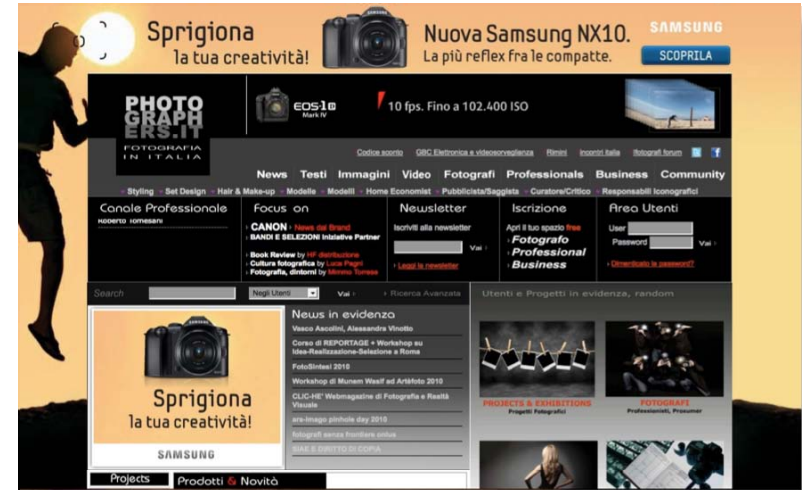 Sprigiona
la tua creatività!
Nuova Samsung NX10.
La più reflex fra le compatte.
SAMSUNG
SCOPRILA
PHOTO
GRAPH
ERS.IT
FOTOGRAFIA
IN ITALIA
EOS-1D
Mark IV
10 fps. Fino a 102.400 ISO
Codice sconto GBC Elettronica e videosorveglianza Rimini Incontri Italia fotografi forum
News Testi Immagini Video Fotografi Professionals Business Community
Styling Set Design Hair & Make-up Modelle Modelli Home Economist Pubblicista/Saggista Curatore/Critico Responsabili Iconografici
Canale Professionale
Roberto Tomesani
Focus on
› CANON › News dal Brand
› BANDI E SELEZIONI Iniziative Partner
› Book Review by HF distribuzione
› Cultura fotografica by Luca Pagni
› Fotografia, dintorni by Mimmo Torrese
Newsletter
Iscriviti alla newsletter
Vai ›
› Leggi le newsletter
Iscrizione
Apri il tuo spazio free
› Fotografo
› Professional
› Business
Area Utenti
User
Password
Vai ›
› Dimenticato la password?
Search
Negli Utenti
Vai ›
› Ricerca Avanzata
Utenti e Progetti in evidenza, random
SAMSUNG
Sprigiona
la tua creatività!
SAMSUNG
News in evidenza
Vasco Ascolini, Alessandra Vinotto
Corso di REPORTAGE + Workshop su
Idea-Realizzazione-Selezione a Roma
FotoSintesi 2010
Workshop di Munem Wasif ad Artáfoto 2010
CLIC-HE' Webmagazine di Fotografia e Realtà
Visuale
ars-imago pinhole day 2010
fotografi senza frontiere onlus
SIAE E DIRITTO DI COPIA
PROJECTS & EXHIBITIONS
Progetti Fotografici
FOTOGRAFI
Professionisti, Prosumer
Projects
Prodotti & Novità